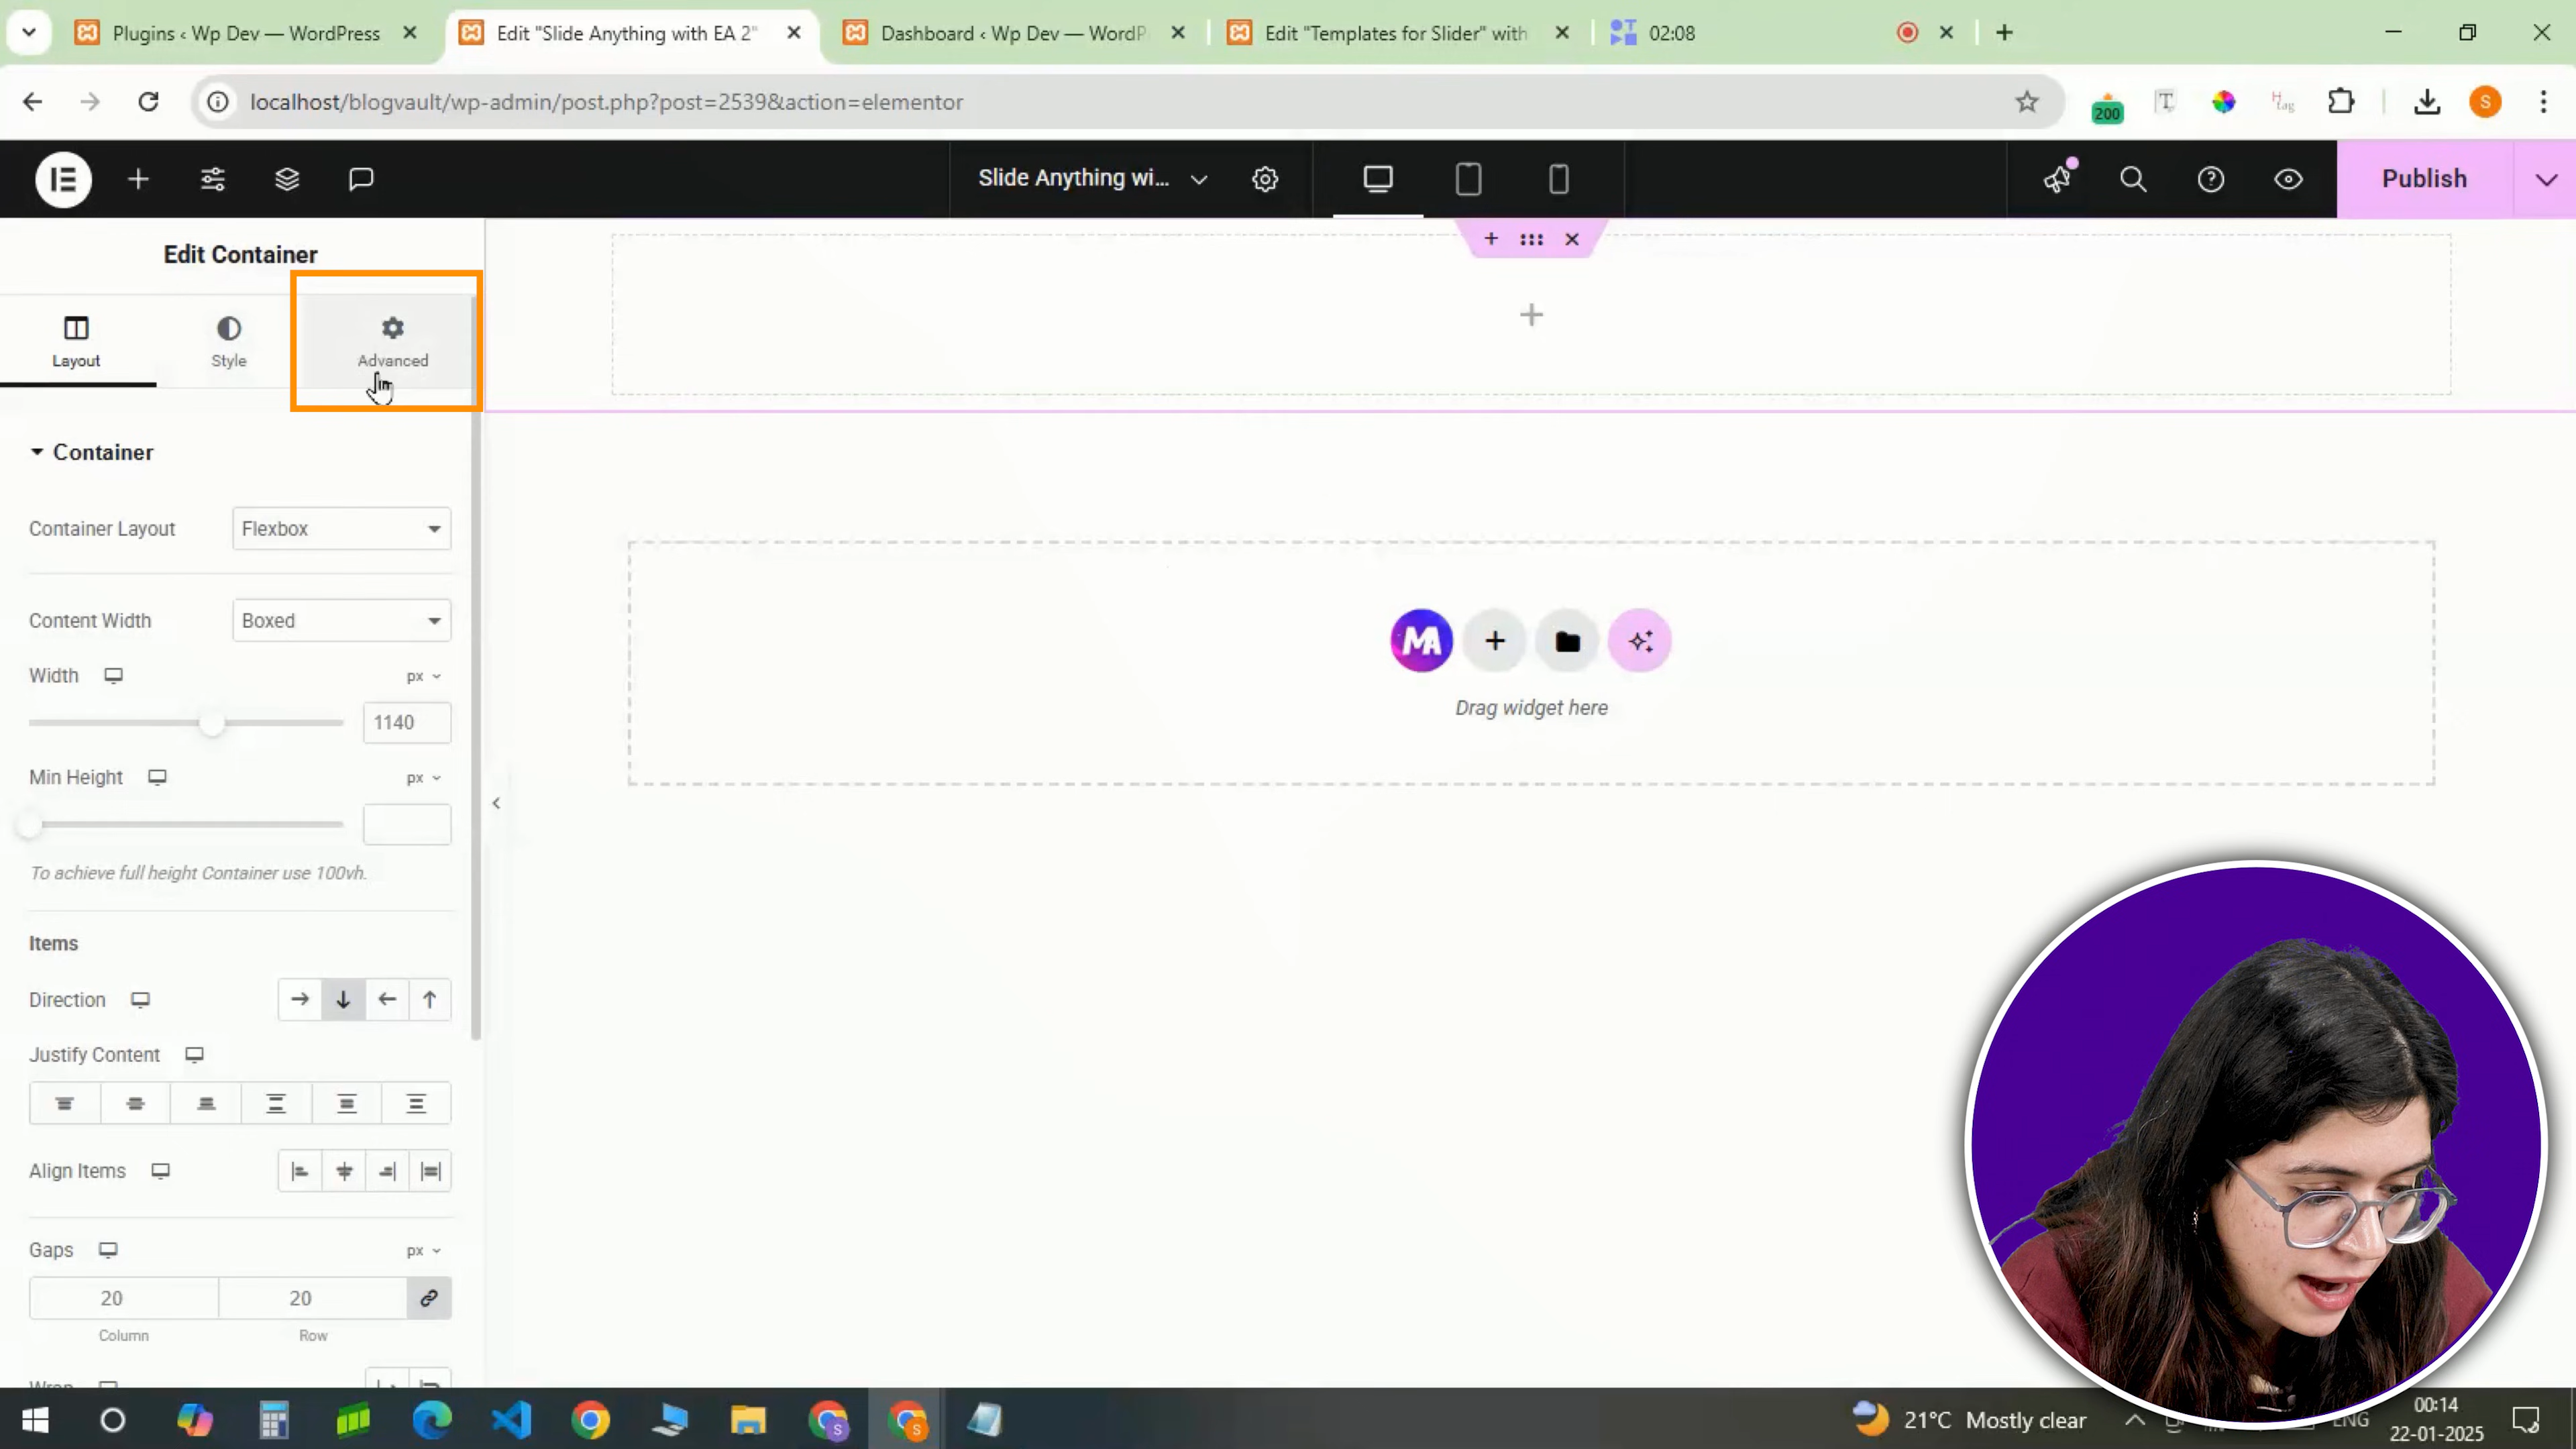 Plugins ‹ Wp Dev — WordPress
Edit "Slide Anything with EA 2"
Dashboard ‹ Wp Dev — WordP
Edit "Templates for Slider" with
02:08
localhost/blogvault/wp-admin/post.php?post=2539&action=elementor
200
T
H
tag
S
Slide Anything wi...
Publish
Edit Container
Layout
Style
Advanced
Container
Container Layout
Flexbox
Content Width
Boxed
Width
px
1140
Min Height
px
To achieve full height Container use 100vh.
Items
Direction
Justify Content
Align Items
Gaps
px
20
20
Column
Row
MA
Drag widget here
S
S
21°C Mostly clear
ENG
00:14
22-01-2025